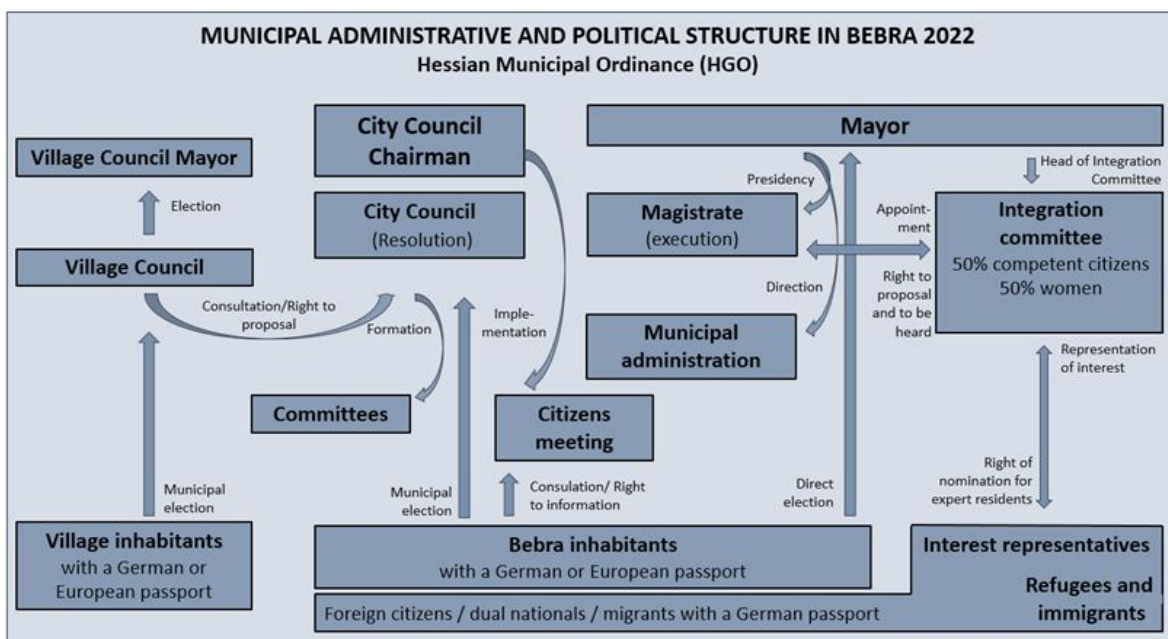 MUNICIPAL ADMINISTRATIVE AND POLITICAL STRUCTURE IN BEBRA 2022
Hessian Municipal Ordinance (HGO)
Village Council Mayor
Election
Village Council
Consultation/Right to
proposal
Municipal
election
Village inhabitants
with a German or
European passport
City Council
Chairman
City Council
(Resolution)
Formation
Imple-
mentation
Committees
Citizens
meeting
Municipal
election
Consulation/ Right
to information
Mayor
Presidency
Magistrate
(execution)
Direction
Municipal
administration
Direct
election
Head of Integration
Committee
Appoint-
ment
Right to
proposal
and to be
heard
Integration
committee
50% competent citizens
50% women
Representation
of interest
Right of
nomination for
expert residents
Bebra inhabitants
with a German or European passport
Foreign citizens / dual nationals / migrants with a German passport
Interest representatives
Refugees and
immigrants